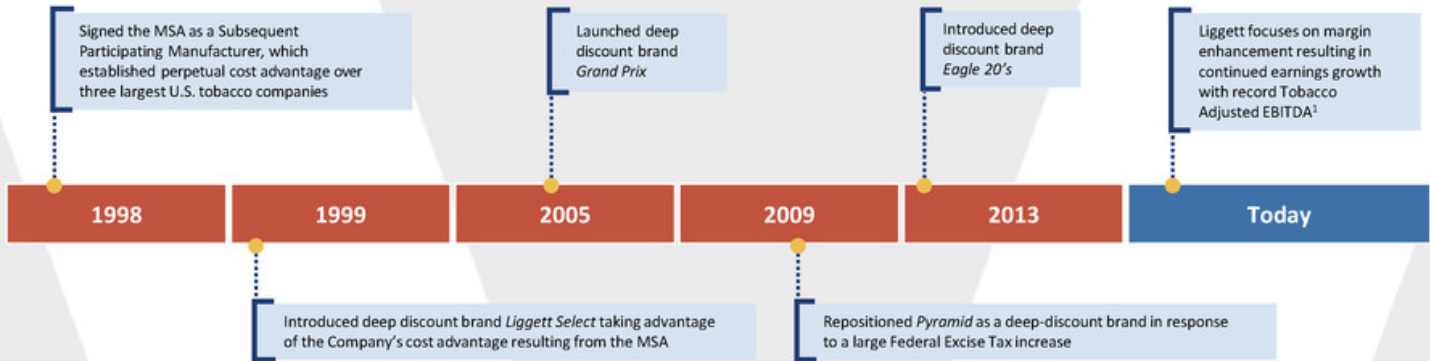 Signed the MSA as a Subsequent
Participating Manufacturer, which
established perpetual cost advantage over
three largest U.S. tobacco companies
Launched deep
discount brand
Grand Prix
Introduced deep
discount brand
Eagle 20's
Liggett focuses on margin
enhancement resulting in
continued earnings growth
with record Tobacco
Adjusted EBITDA¹
1998
1999
2005
2009
2013
Today
Introduced deep discount brand Liggett Select taking advantage
of the Company's cost advantage resulting from the MSA
Repositioned Pyramid as a deep-discount brand in response
to a large Federal Excise Tax increase